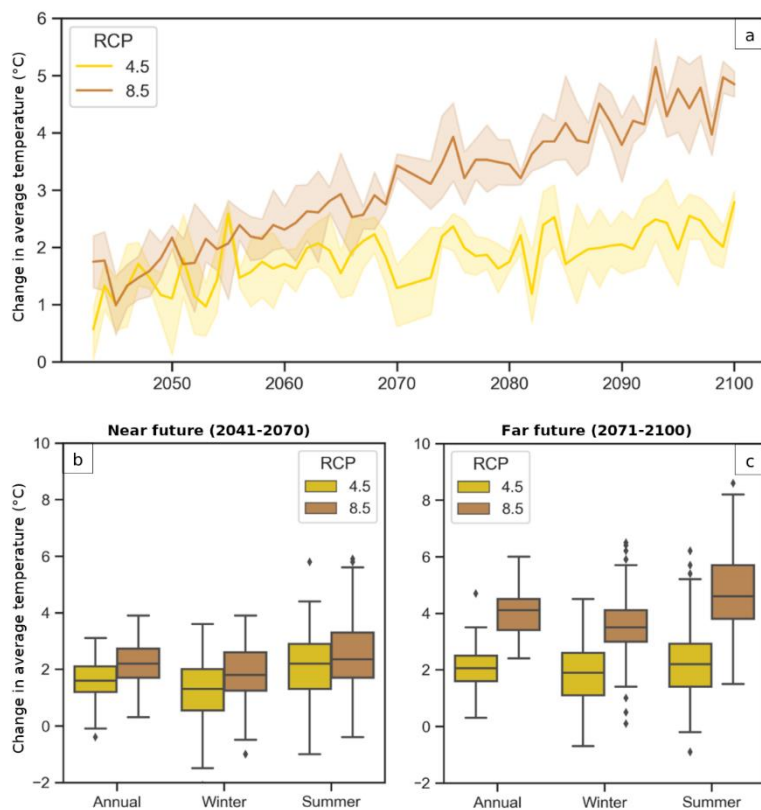 a
RCP
4.5
8.5
Change in average temperature (°C)
6
5
4
3
2
1
0
2050 2060 2070 2080 2090 2100
Near future (2041-2070)
b
RCP
4.5
8.5
Change in average temperature (°C)
10
8
6
4
2
0
−2
Annual Winter Summer
Far future (2071-2100)
c
RCP
4.5
8.5
10
8
6
4
2
0
−2
Annual Winter Summer